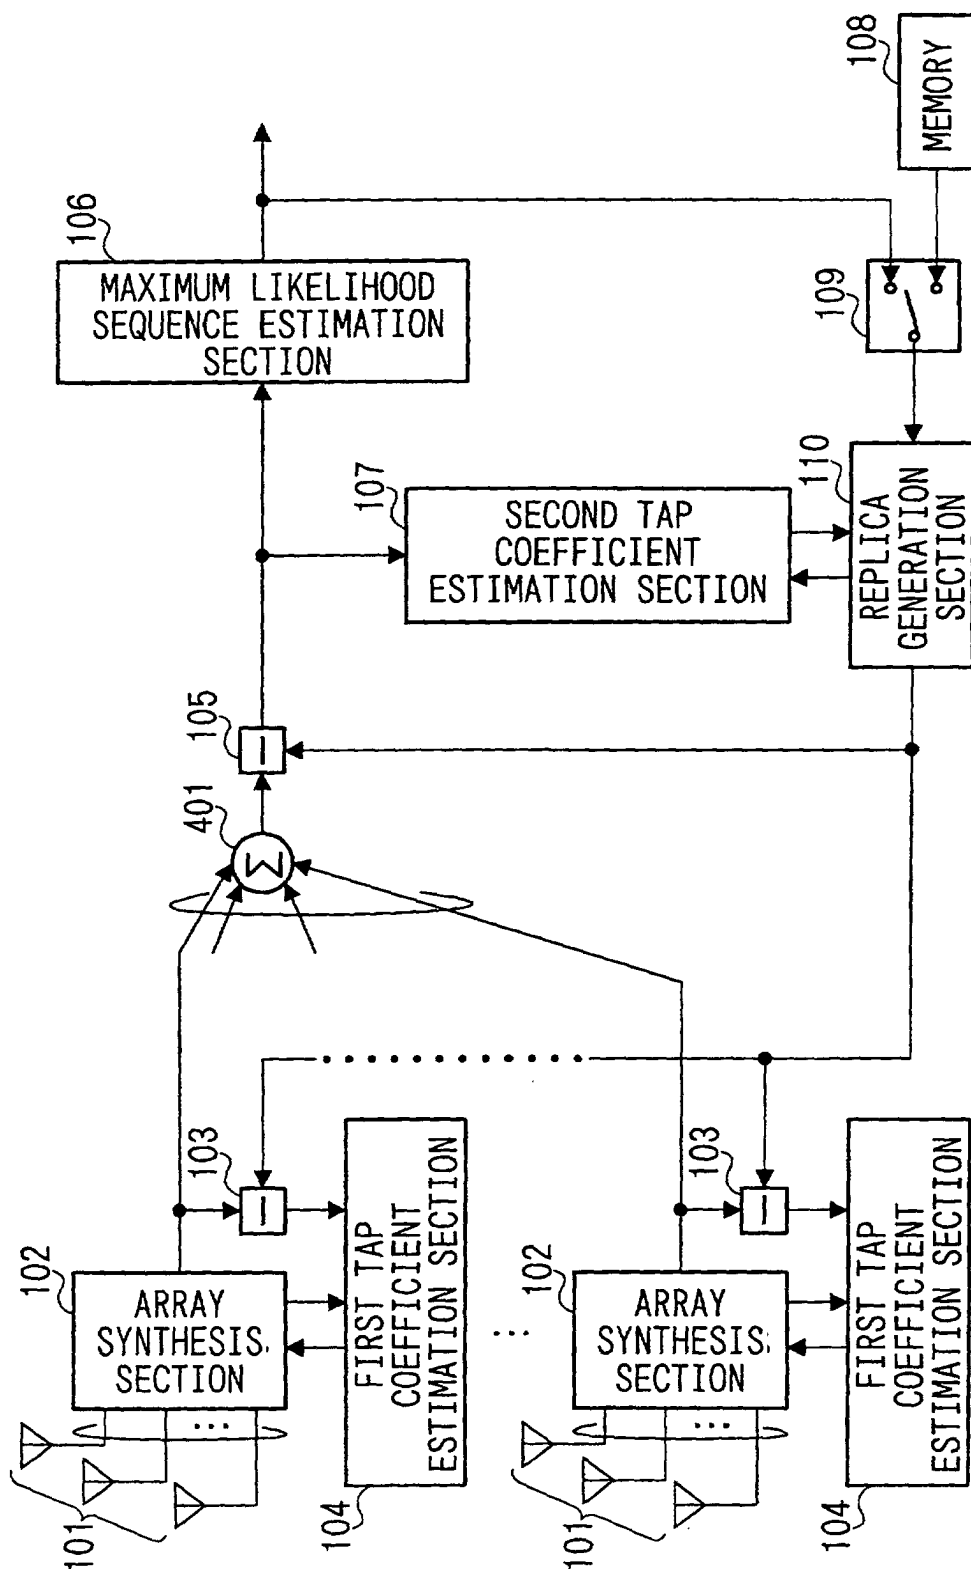 101
102
ARRAY
SYNTHESIS
SECTION
103
FIRST TAP
COEFFICIENT
ESTIMATION SECTION
104
...
101
102
ARRAY
SYNTHESIS
SECTION
103
FIRST TAP
COEFFICIENT
ESTIMATION SECTION
104
401
Σ
105
106
MAXIMUM LIKELIHOOD
SEQUENCE ESTIMATION
SECTION
107
SECOND TAP
COEFFICIENT
ESTIMATION SECTION
108
MEMORY
109
110
REPLICA
GENERATION
SECTION